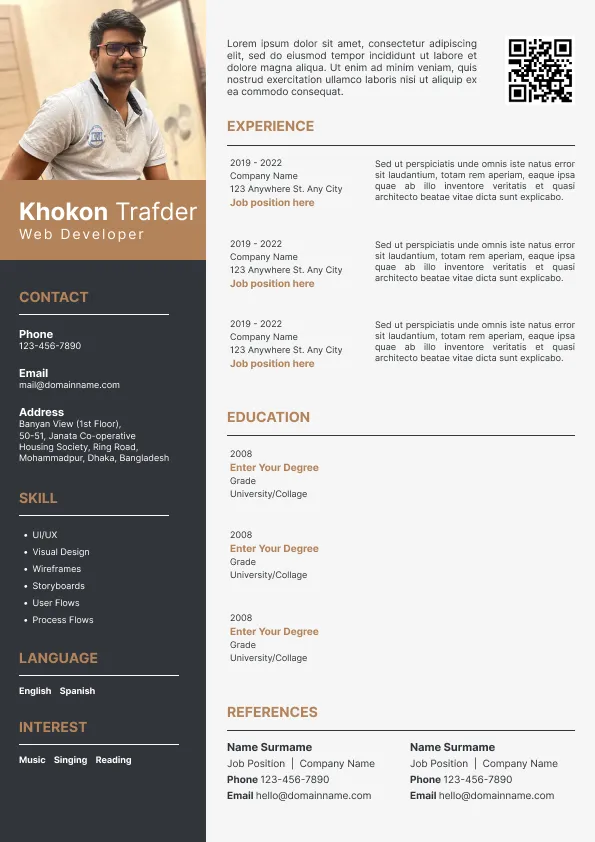 Khokon Trafder
Web Developer
CONTACT
Phone
123-456-7890
Email
mail@domainname.com
Address
Banyan View (1st Floor),
50-51, Janata Co-operative
Housing Society, Ring Road,
Mohammadpur, Dhaka, Bangladesh
SKILL
• UI/UX
• Visual Design
• Wireframes
• Storyboards
• User Flows
• Process Flows
LANGUAGE
English Spanish
INTEREST
Music Singing Reading
Lorem ipsum dolor sit amet, consectetur adipiscing
elit, sed do eiusmod tempor incididunt ut labore et
dolore magna aliqua. Ut enim ad minim veniam, quis
nostrud exercitation ullamco laboris nisi ut aliquip ex
ea commodo consequat.
EXPERIENCE
2019 - 2022
Company Name
123 Anywhere St. Any City
Job position here
Sed ut perspiciatis unde omnis iste natus error
sit laudantium, totam rem aperiam, eaque ipsa
quae ab illo inventore veritatis et quasi
architecto beatae vitae dicta sunt explicabo.
2019 - 2022
Company Name
123 Anywhere St. Any City
Job position here
Sed ut perspiciatis unde omnis iste natus error
sit laudantium, totam rem aperiam, eaque ipsa
quae ab illo inventore veritatis et quasi
architecto beatae vitae dicta sunt explicabo.
2019 - 2022
Company Name
123 Anywhere St. Any City
Job position here
Sed ut perspiciatis unde omnis iste natus error
sit laudantium, totam rem aperiam, eaque ipsa
quae ab illo inventore veritatis et quasi
architecto beatae vitae dicta sunt explicabo.
EDUCATION
2008
Enter Your Degree
Grade
University/Collage
2008
Enter Your Degree
Grade
University/Collage
2008
Enter Your Degree
Grade
University/Collage
REFERENCES
Name Surname
Job Position | Company Name
Phone 123-456-7890
Email hello@domainname.com
Name Surname
Job Position | Company Name
Phone 123-456-7890
Email hello@domainname.com